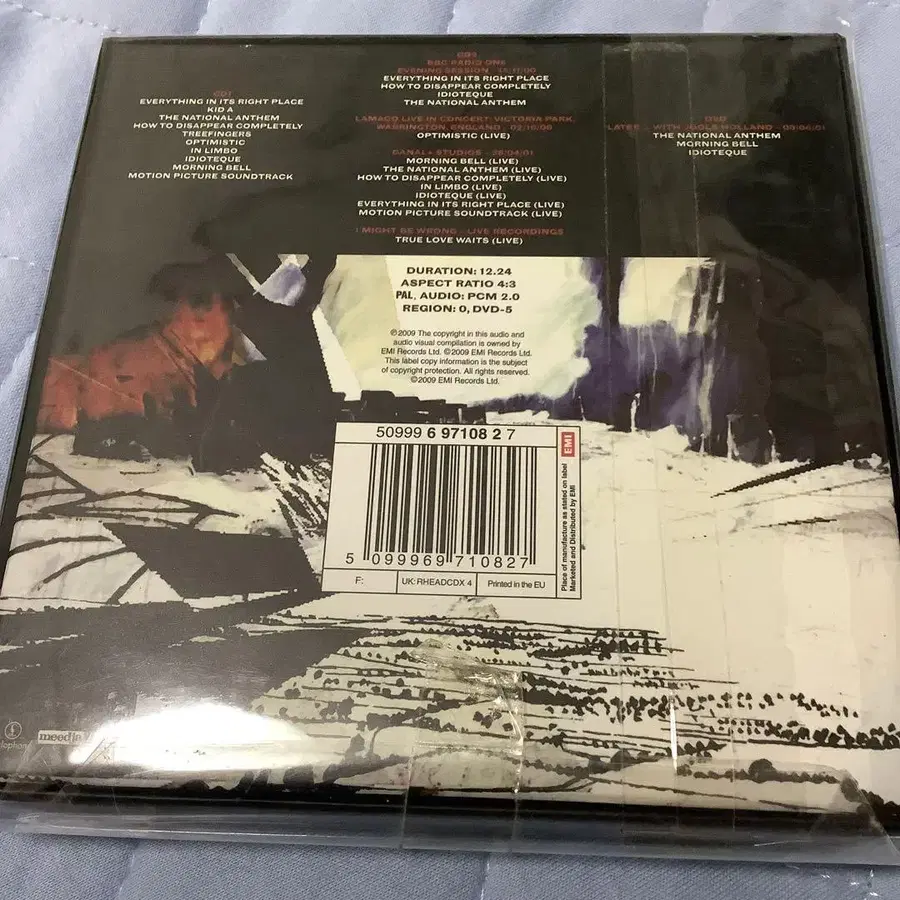 CD1
EVERYTHING IN ITS RIGHT PLACE
KID A
THE NATIONAL ANTHEM
HOW TO DISAPPEAR COMPLETELY
TREEFINGERS
OPTIMISTIC
IN LIMBO
IDIOTEQUE
MORNING BELL
MOTION PICTURE SOUNDTRACK
CD2
BBC RADIO ONE
EVENING SESSION - 15/11/00
EVERYTHING IN ITS RIGHT PLACE
HOW TO DISAPPEAR COMPLETELY
IDIOTEQUE
THE NATIONAL ANTHEM
LAMACQ LIVE IN CONCERT: VICTORIA PARK,
WARRINGTON, ENGLAND - 02/10/00
OPTIMISTIC (LIVE)
CANAL+ STUDIOS - 28/04/01
MORNING BELL (LIVE)
THE NATIONAL ANTHEM (LIVE)
HOW TO DISAPPEAR COMPLETELY (LIVE)
IN LIMBO (LIVE)
IDIOTEQUE (LIVE)
EVERYTHING IN ITS RIGHT PLACE (LIVE)
MOTION PICTURE SOUNDTRACK (LIVE)
I MIGHT BE WRONG - LIVE RECORDINGS
TRUE LOVE WAITS (LIVE)
DVD
LATER... WITH JOOLS HOLLAND - 09/06/01
THE NATIONAL ANTHEM
MORNING BELL
IDIOTEQUE
DURATION: 12.24
ASPECT RATIO 4:3
PAL, AUDIO: PCM 2.0
REGION: 0, DVD-5
℗2009 The copyright in this audio and
audio visual compilation is owned by
EMI Records Ltd. ©2009 EMI Records Ltd.
This label copy information is the subject
of copyright protection. All rights reserved.
©2009 EMI Records Ltd.
50999 6 97108 2 7
5 099969 710827
F:
UK: RHEADCDX 4
Printed in the EU
EMI
Place of manufacture as stated on label
Marketed and Distributed by EMI